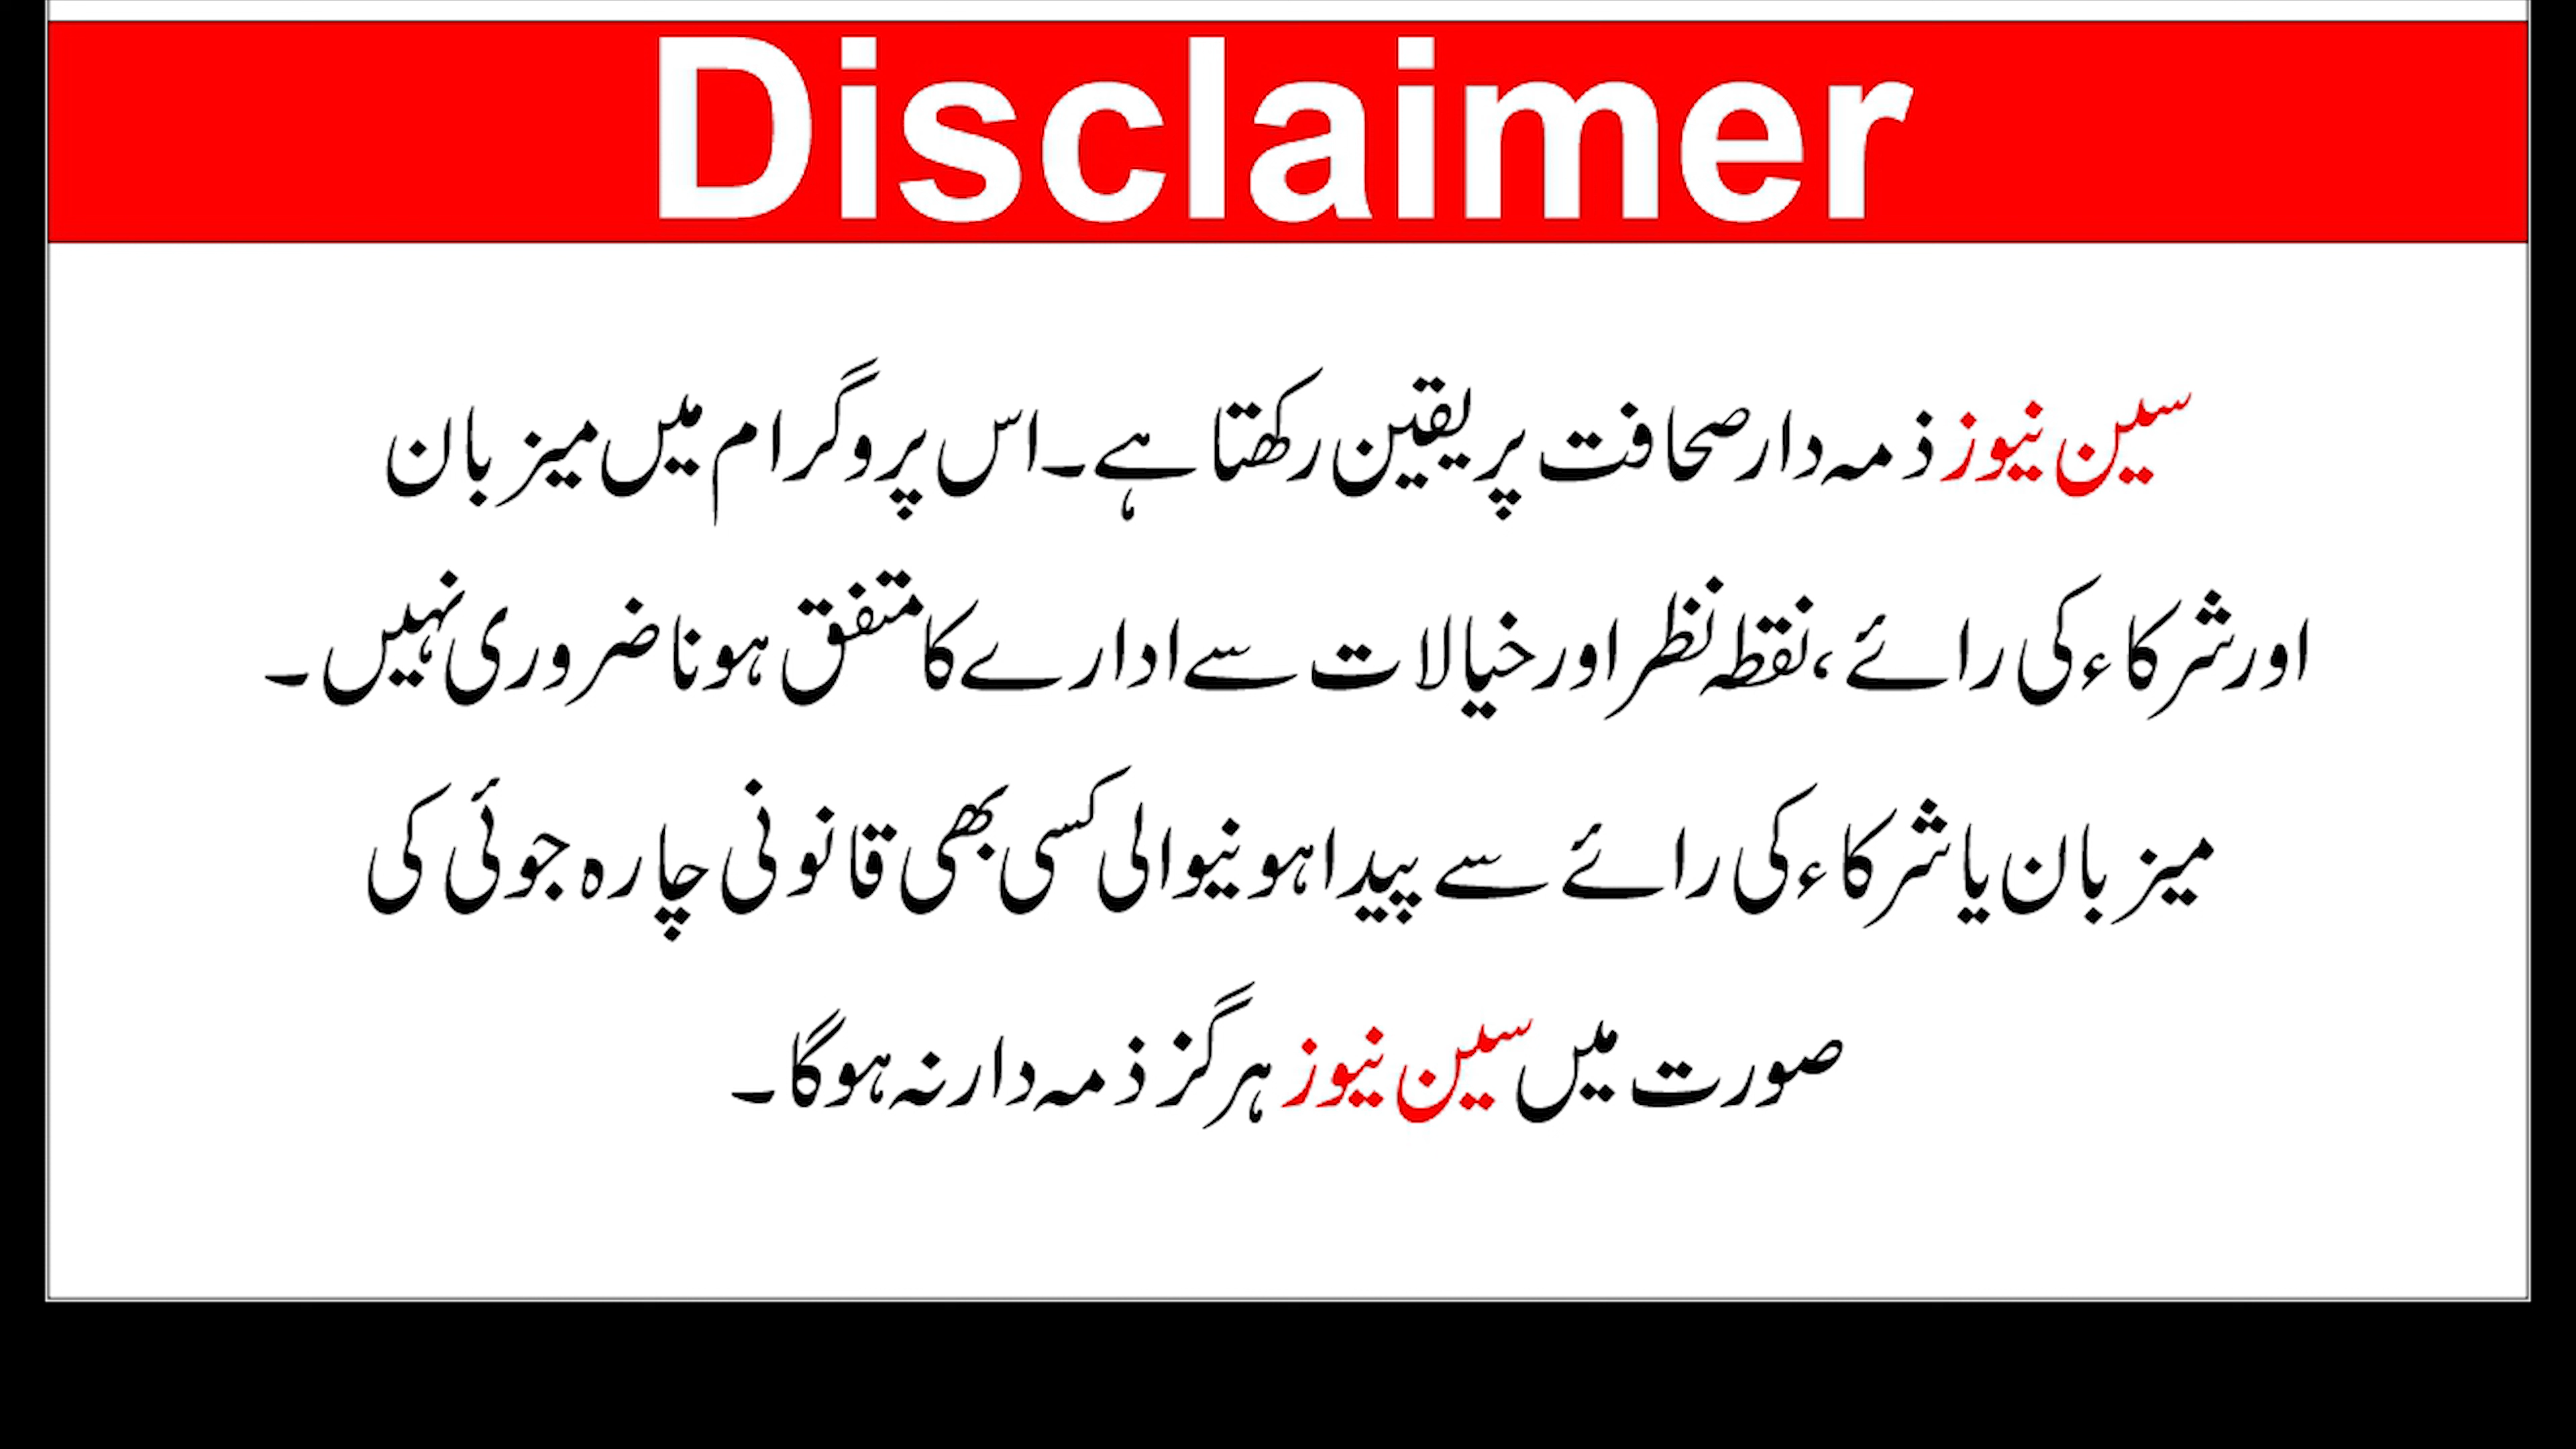 Disclaimer
سین نیوز ذمہ دار صحافت پر یقین رکھتا ہے۔ اس پروگرام میں میزبان
اور شرکاء کی رائے، نقطہ نظر اور خیالات سے ادارے کا متفق ہونا ضروری نہیں۔
میزبان یا شرکاء کی رائے سے پیدا ہونیوالی کسی بھی قانونی چارہ جوئی کی
صورت میں سین نیوز ہرگز ذمہ دار نہ ہوگا۔